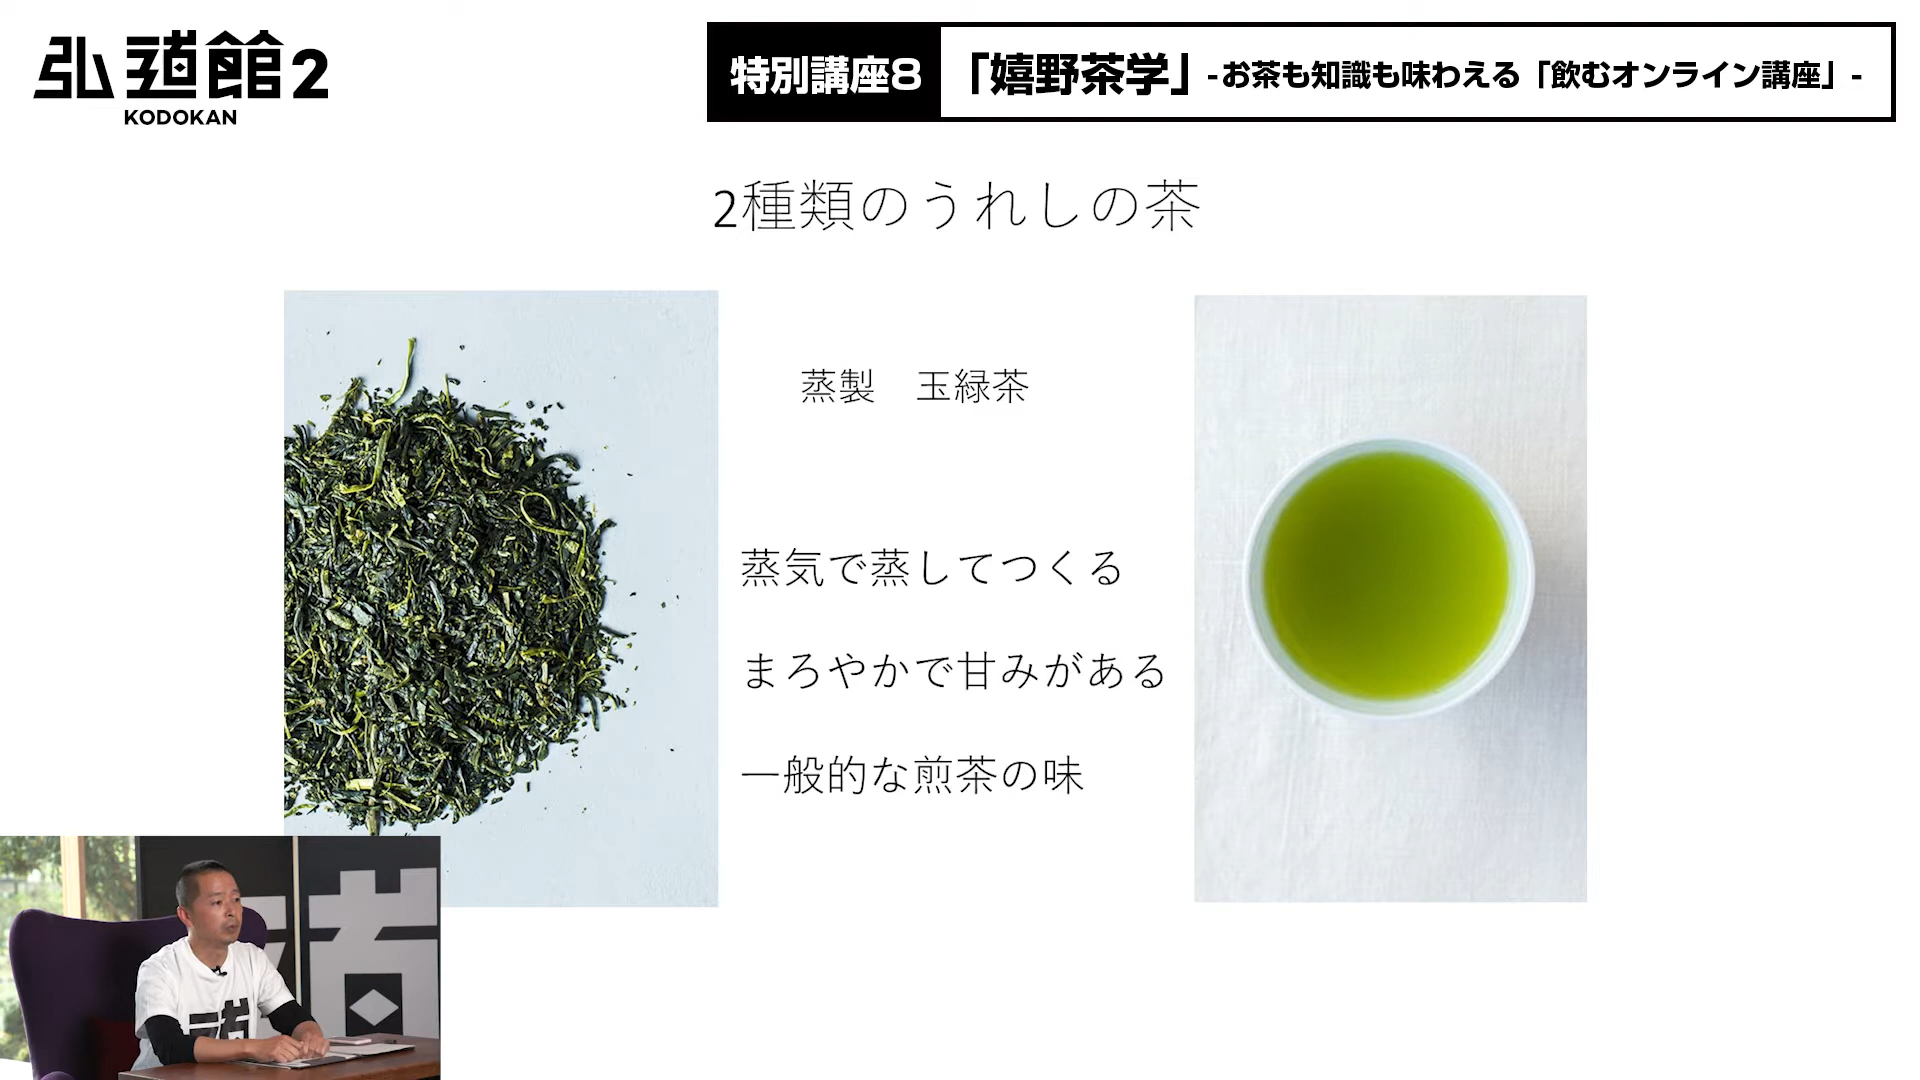 弘道館2
KODOKAN
特別講座8 「嬉野茶学」-お茶も知識も味わえる「飲むオンライン講座」-
2種類のうれしの茶
蒸製　玉緑茶
蒸気で蒸してつくる
まろやかで甘みがある
一般的な煎茶の味